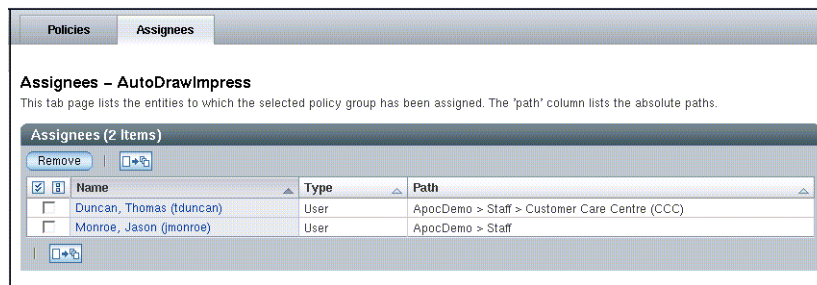 Policies Assignees
Assignees – AutoDrawImpress
This tab page lists the entities to which the selected policy group has been assigned. The 'path' column lists the absolute paths.
Assignees (2 Items)
Remove
Name Type Path
Duncan, Thomas (tduncan) User ApocDemo > Staff > Customer Care Centre (CCC)
Monroe, Jason (jmonroe) User ApocDemo > Staff